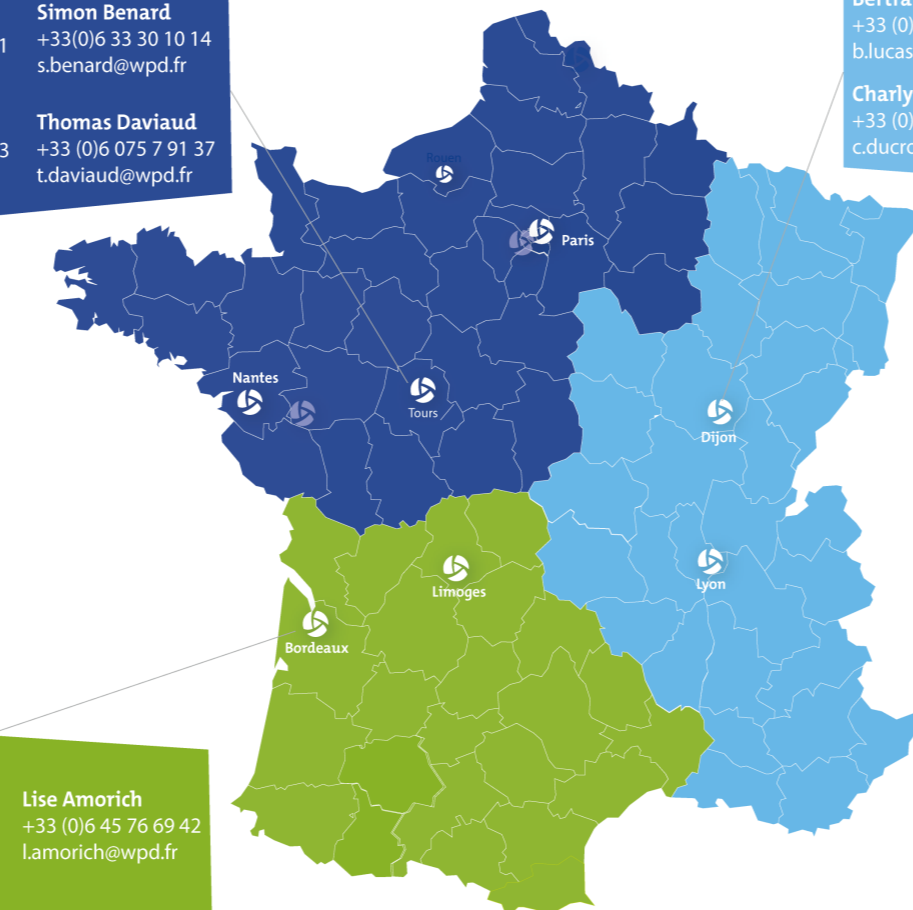 Simon Benard
+33(0)6 33 30 10 14
s.benard@wpd.fr
Thomas Daviaud
+33 (0)6 075 7 91 37
t.daviaud@wpd.fr
1
3
+33 (0)
b.lucas
Charly
+33 (0)
c.ducro
Rouen
Paris
Nantes
Tours
Dijon
Limoges
Lyon
Bordeaux
Lise Amorich
+33 (0)6 45 76 69 42
l.amorich@wpd.fr